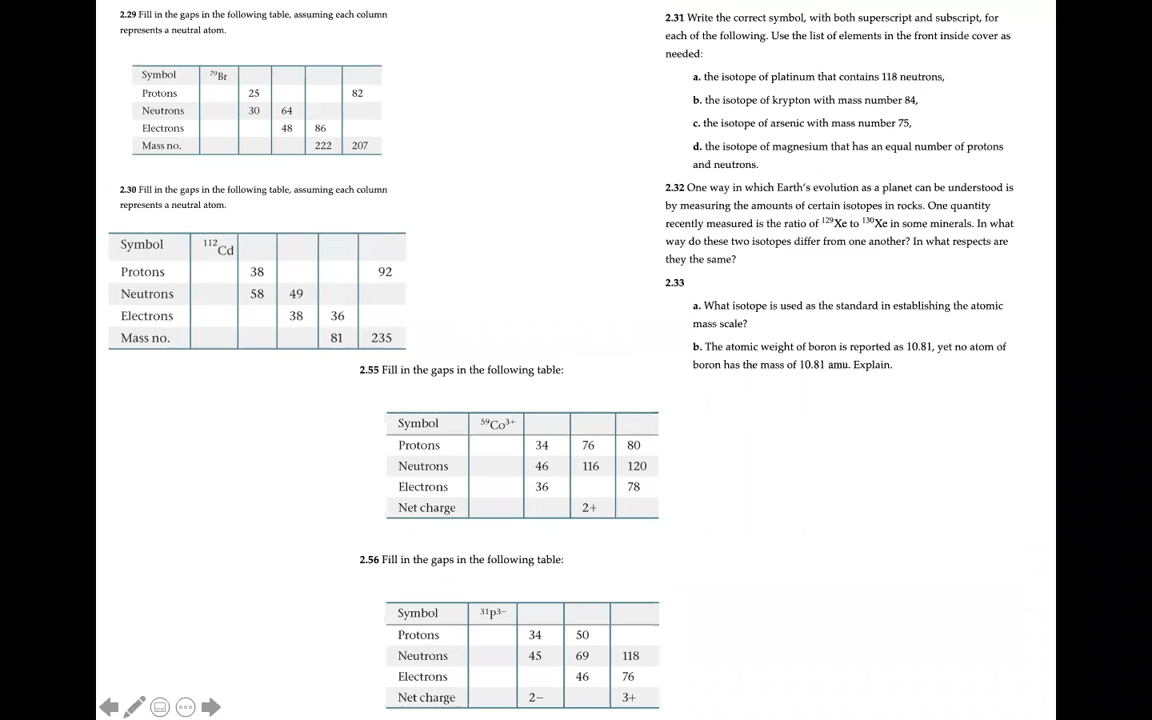 2.29 Fill in the gaps in the following table, assuming each column
represents a neutral atom.
Symbol ⁷⁹Br
Protons 25 82
Neutrons 30 64
Electrons 48 86
Mass no. 222 207
2.30 Fill in the gaps in the following table, assuming each column
represents a neutral atom.
Symbol ¹¹²Cd
Protons 38 92
Neutrons 58 49
Electrons 38 36
Mass no. 81 235
2.55 Fill in the gaps in the following table:
Symbol ⁵⁹Co³⁺
Protons 34 76 80
Neutrons 46 116 120
Electrons 36 78
Net charge 2+
2.56 Fill in the gaps in the following table:
Symbol ³¹P³⁻
Protons 34 50
Neutrons 45 69 118
Electrons 46 76
Net charge 2− 3+
2.31 Write the correct symbol, with both superscript and subscript, for
each of the following. Use the list of elements in the front inside cover as
needed:
a. the isotope of platinum that contains 118 neutrons,
b. the isotope of krypton with mass number 84,
c. the isotope of arsenic with mass number 75,
d. the isotope of magnesium that has an equal number of protons
and neutrons.
2.32 One way in which Earth's evolution as a planet can be understood is
by measuring the amounts of certain isotopes in rocks. One quantity
recently measured is the ratio of ¹²⁹Xe to ¹³⁰Xe in some minerals. In what
way do these two isotopes differ from one another? In what respects are
they the same?
2.33
a. What isotope is used as the standard in establishing the atomic
mass scale?
b. The atomic weight of boron is reported as 10.81, yet no atom of
boron has the mass of 10.81 amu. Explain.